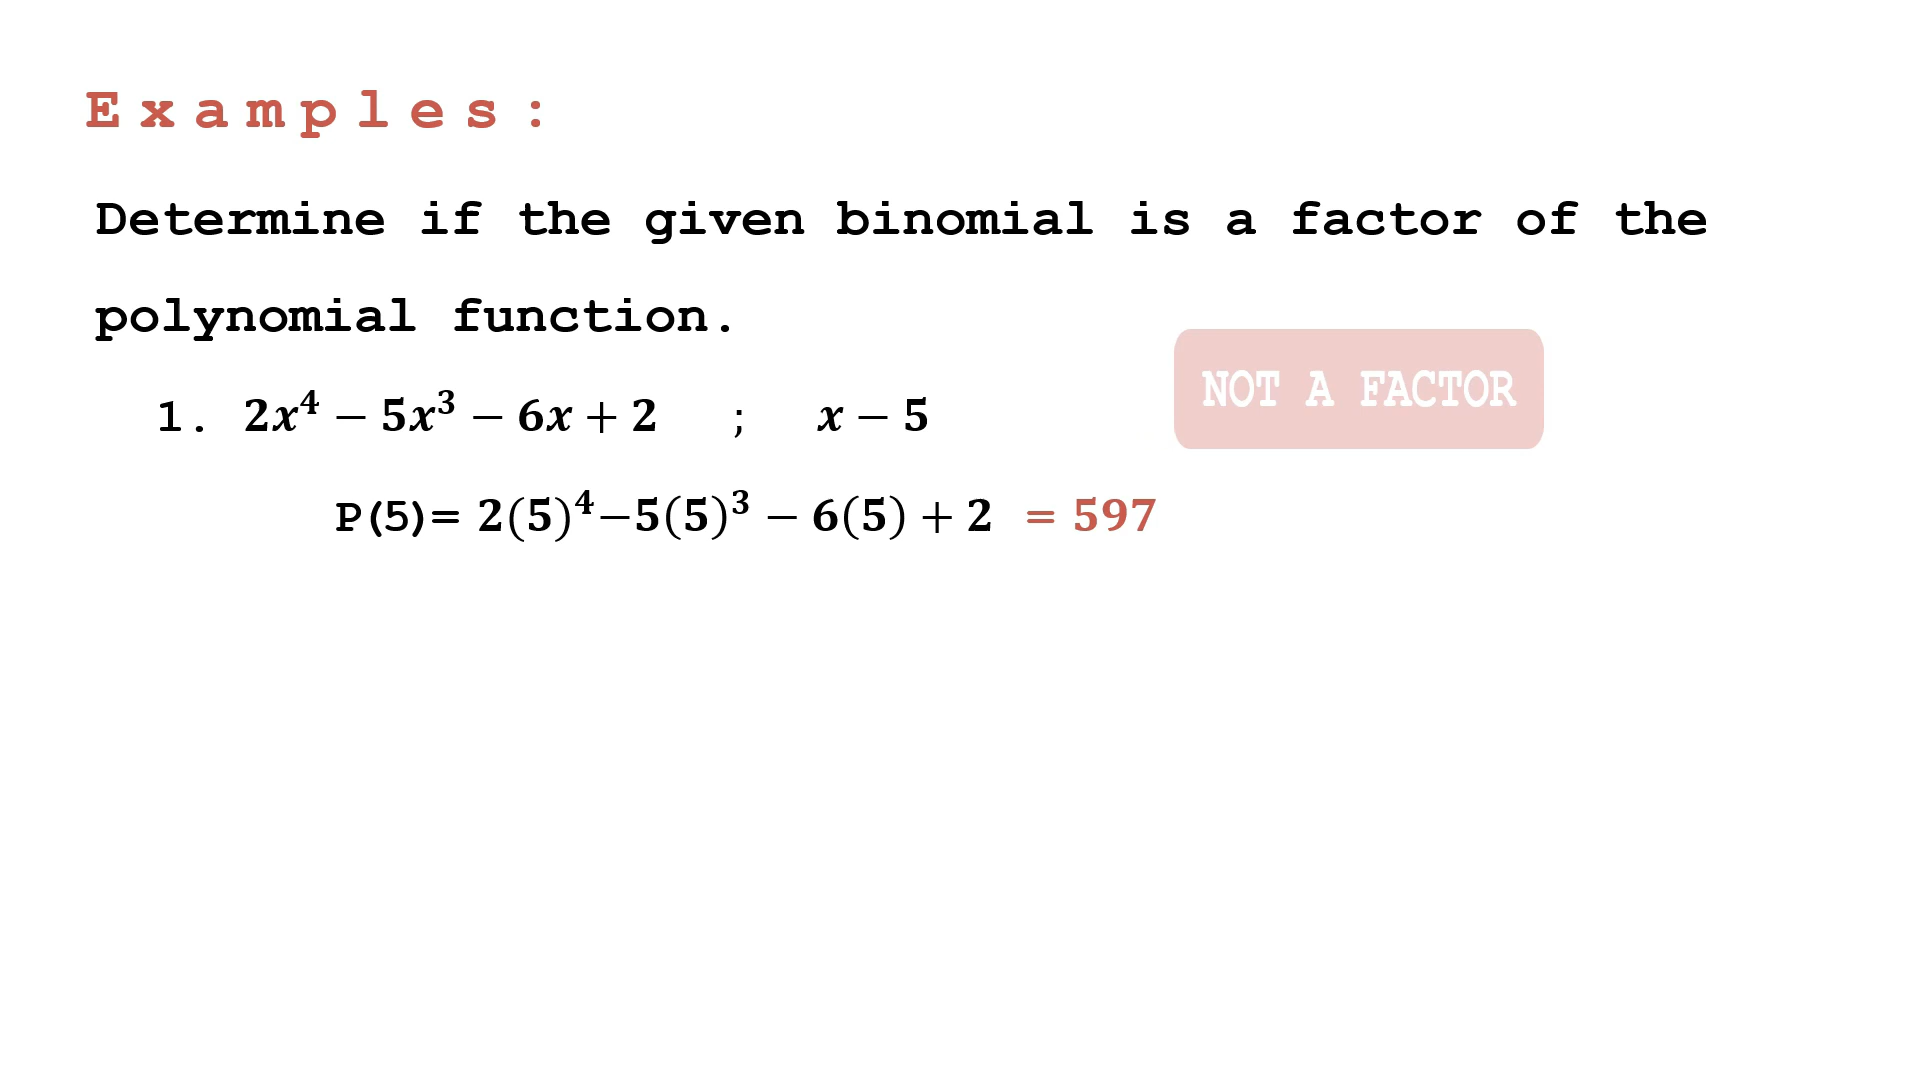 Examples:
Determine if the given binomial is a factor of the
polynomial function.
NOT A FACTOR
1. 2x⁴ − 5x³ − 6x + 2 ; x − 5
P(5)= 2(5)⁴−5(5)³ − 6(5) + 2 = 597